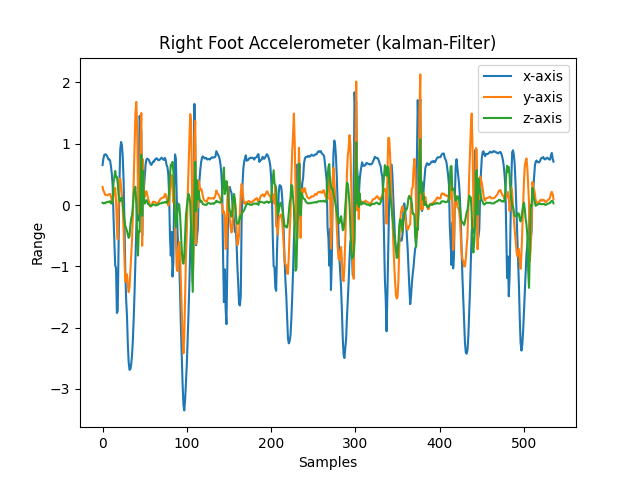 Right Foot Accelerometer (kalman-Filter)
x-axis
y-axis
z-axis
2
1
0
−1
−2
−3
Range
0 100 200 300 400 500
Samples